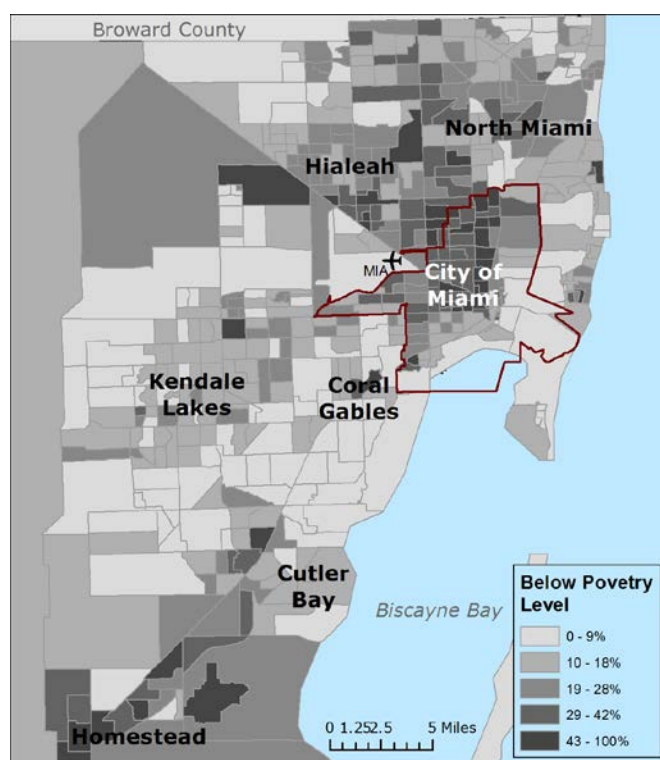 Broward County
North Miami
Hialeah
MIA
City of
Miami
Kendale
Lakes
Coral
Gables
Cutler
Bay
Biscayne Bay
Homestead
Below Povetry
Level
0 - 9%
10 - 18%
19 - 28%
29 - 42%
43 - 100%
0 1.252.5 5 Miles